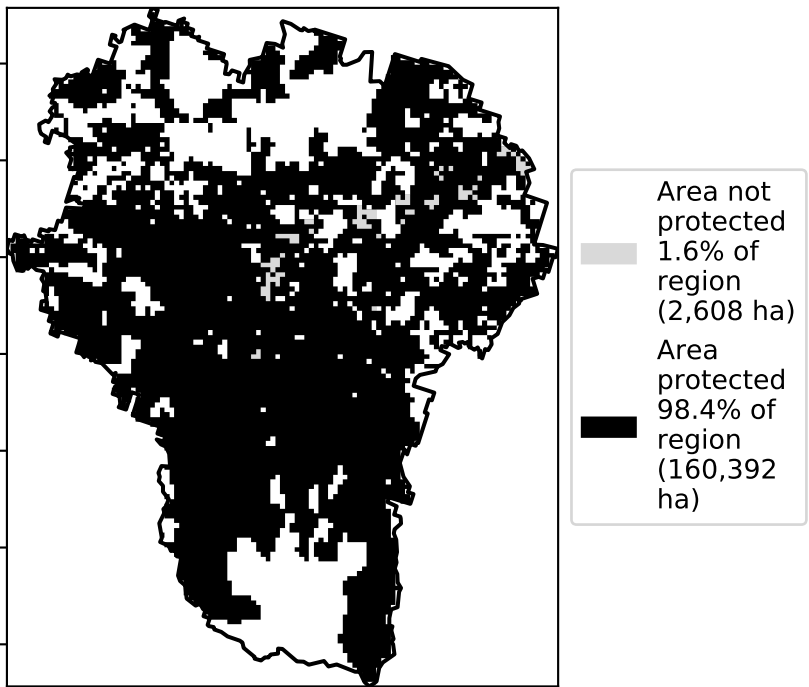 Area not
protected
1.6% of
region
(2,608 ha)
Area
protected
98.4% of
region
(160,392
ha)